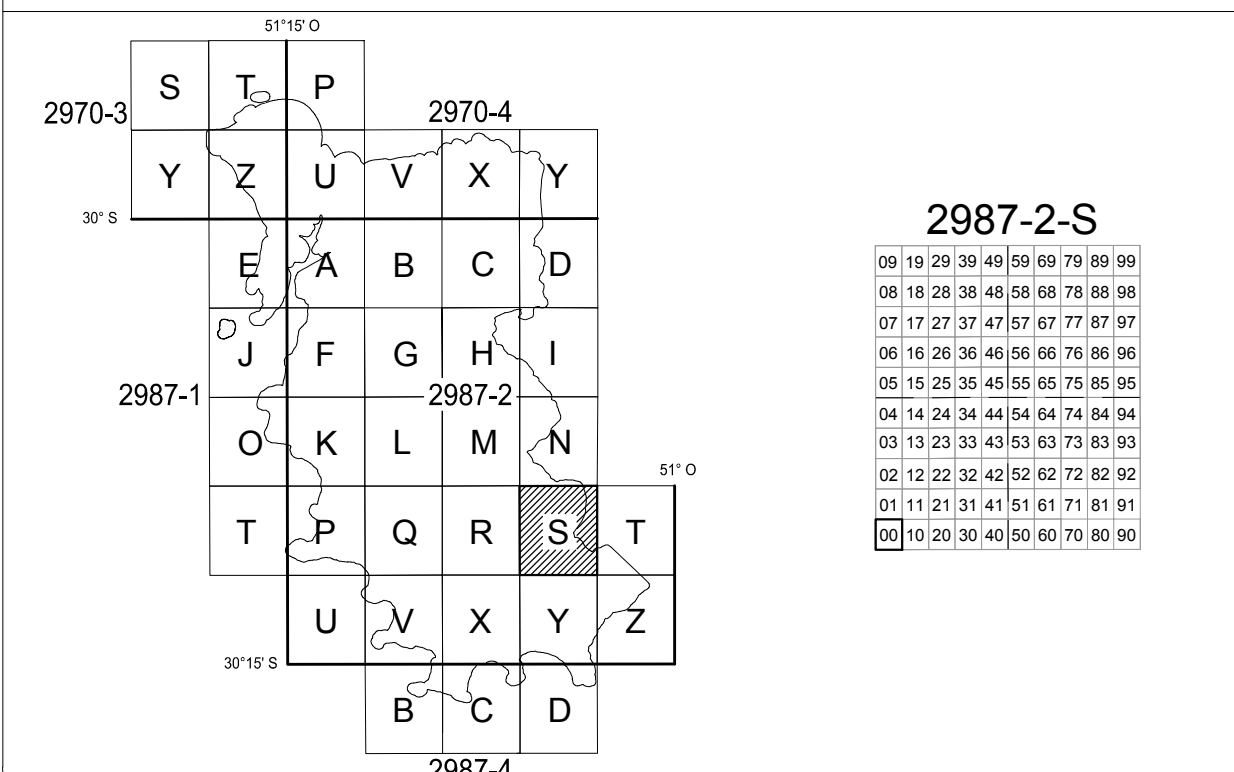 51°15' O
S T P
2970-3 2970-4
Y Z U V X Y
30° S
E A B C D
J F G H I
2987-1 2987-2
O K L M N
51° O
T P Q R S T
U V X Y Z
30°15' S
B C D
2987-4
2987-2-S
09 19 29 39 49 59 69 79 89 99
08 18 28 38 48 58 68 78 88 98
07 17 27 37 47 57 67 77 87 97
06 16 26 36 46 56 66 76 86 96
05 15 25 35 45 55 65 75 85 95
04 14 24 34 44 54 64 74 84 94
03 13 23 33 43 53 63 73 83 93
02 12 22 32 42 52 62 72 82 92
01 11 21 31 41 51 61 71 81 91
00 10 20 30 40 50 60 70 80 90